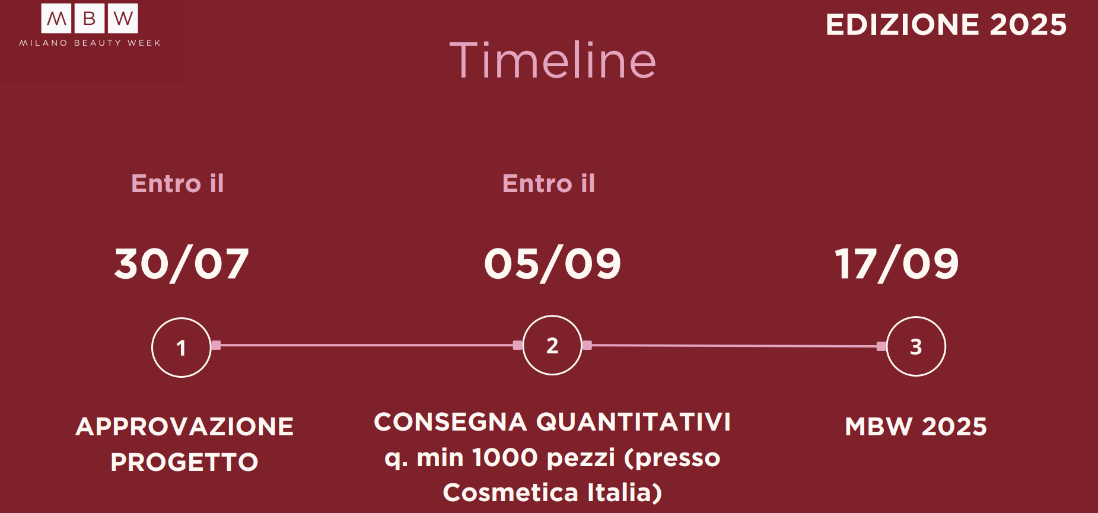 MBW
MILANO BEAUTY WEEK
EDIZIONE 2025
Timeline
Entro il
30/07
1
APPROVAZIONE
PROGETTO
Entro il
05/09
2
CONSEGNA QUANTITATIVI
q. min 1000 pezzi (presso
Cosmetica Italia)
17/09
3
MBW 2025